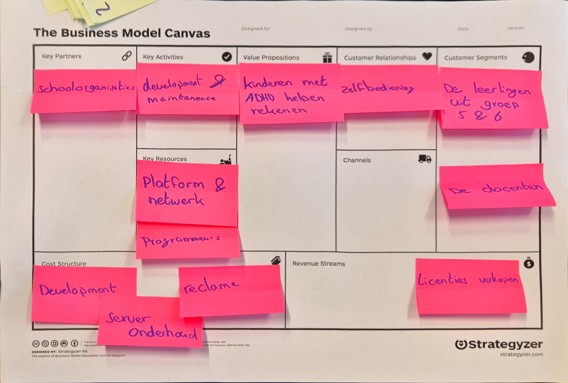 2
The Business Model Canvas
Designed for:
Designed by:
Date:
Version:
Key Partners
schoolorganisaties
Key Activities
development &
maintenance
Key Resources
Platform &
netwerk
Programmeurs
Value Propositions
kinderen met
ADHD helpen
rekenen
Customer Relationships
zelfbediening
Channels
Customer Segments
De leerlingen
uit groep
5 & 6
De docenten
Cost Structure
Development
Server
Onderhoud
reclame
Revenue Streams
Licenties verkopen
DESIGNED BY: Strategyzer AG
The makers of Business Model Generation and Strategyzer
Strategyzer
strategyzer.com